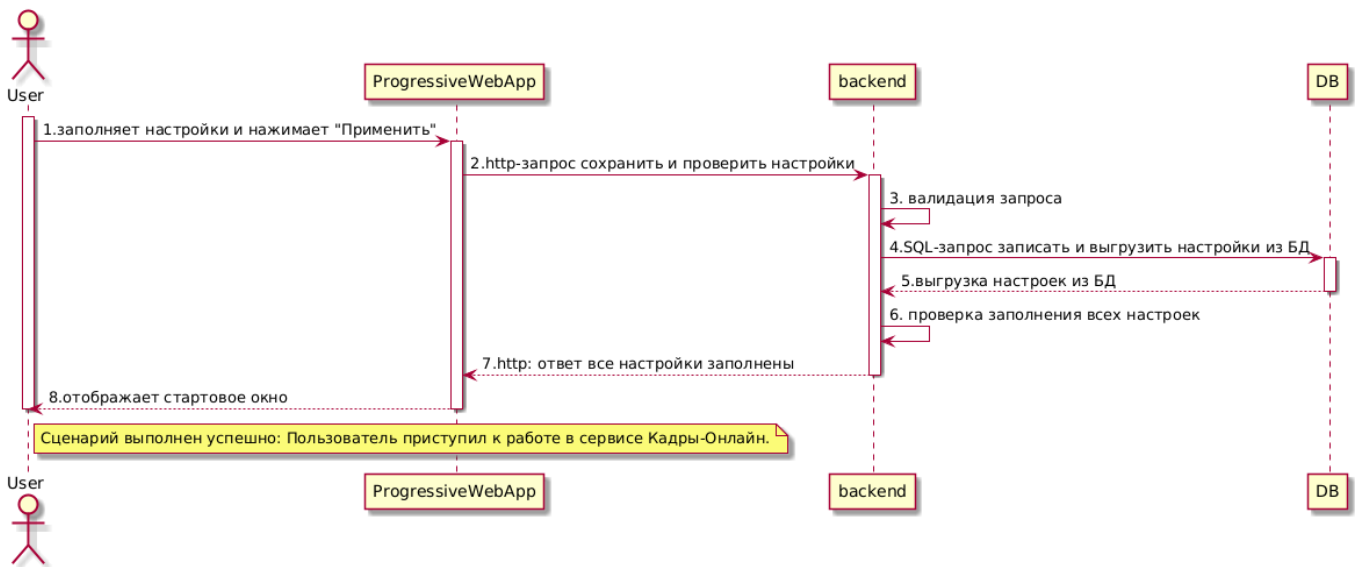 User
ProgressiveWebApp
backend
DB
1.заполняет настройки и нажимает "Применить"
2.http-запрос сохранить и проверить настройки
3. валидация запроса
4.SQL-запрос записать и выгрузить настройки из БД
5.выгрузка настроек из БД
6. проверка заполнения всех настроек
7.http: ответ все настройки заполнены
8.отображает стартовое окно
Сценарий выполнен успешно: Пользователь приступил к работе в сервисе Кадры-Онлайн.
User
ProgressiveWebApp
backend
DB